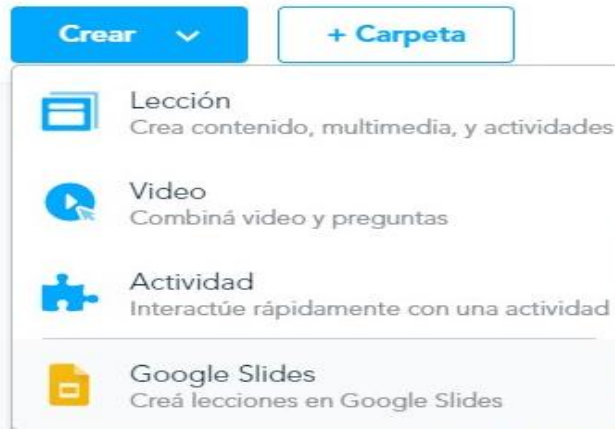 Crear
+ Carpeta
Lección
Crea contenido, multimedia, y actividades
Video
Combiná video y preguntas
Actividad
Interactúe rápidamente con una actividad
Google Slides
Creá lecciones en Google Slides